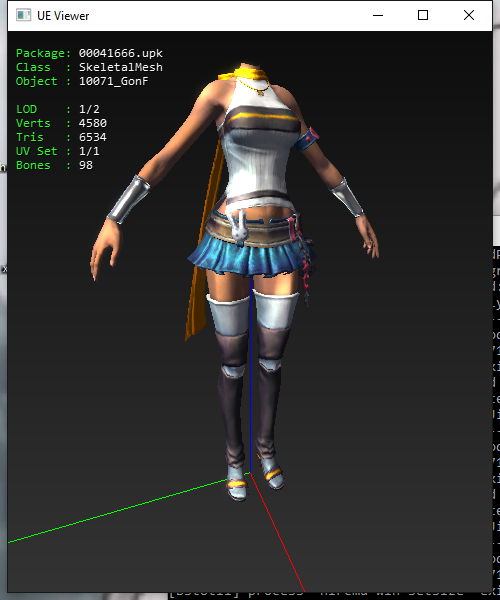 UE Viewer
Package: 00041666.upk
Class : SkeletalMesh
Object : 10071_GonF
LOD : 1/2
Verts : 4580
Tris : 6534
UV Set : 1/1
Bones : 98